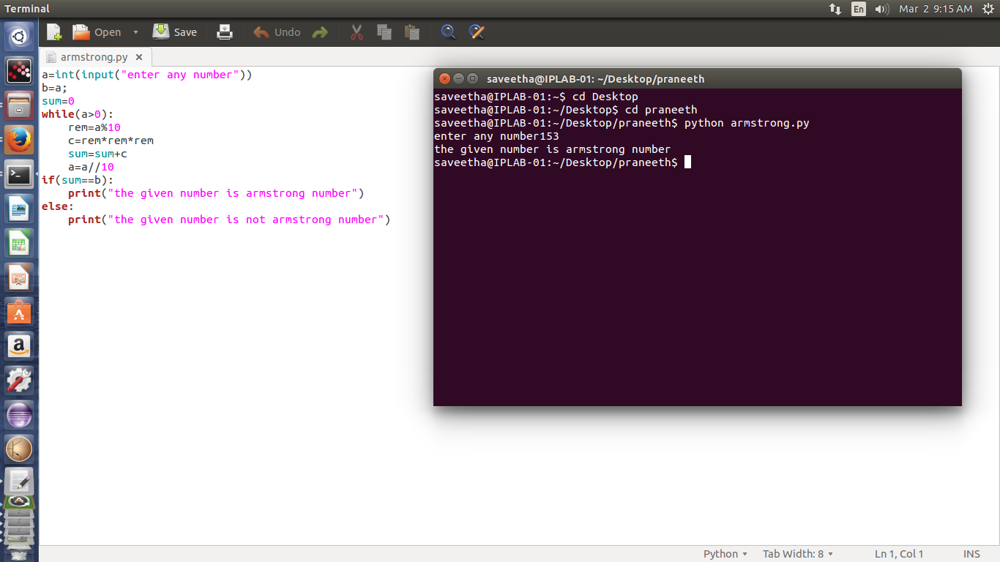 Terminal
En
Mar 2 9:15 AM
Open
Save
Undo
armstrong.py
a=int(input("enter any number"))
b=a;
sum=0
while(a>0):
    rem=a%10
    c=rem*rem*rem
    sum=sum+c
    a=a//10
if(sum==b):
    print("the given number is armstrong number")
else:
    print("the given number is not armstrong number")
saveetha@IPLAB-01: ~/Desktop/praneeth
saveetha@IPLAB-01:~$ cd Desktop
saveetha@IPLAB-01:~/Desktop$ cd praneeth
saveetha@IPLAB-01:~/Desktop/praneeth$ python armstrong.py
enter any number153
the given number is armstrong number
saveetha@IPLAB-01:~/Desktop/praneeth$
Python
Tab Width: 8
Ln 1, Col 1
INS